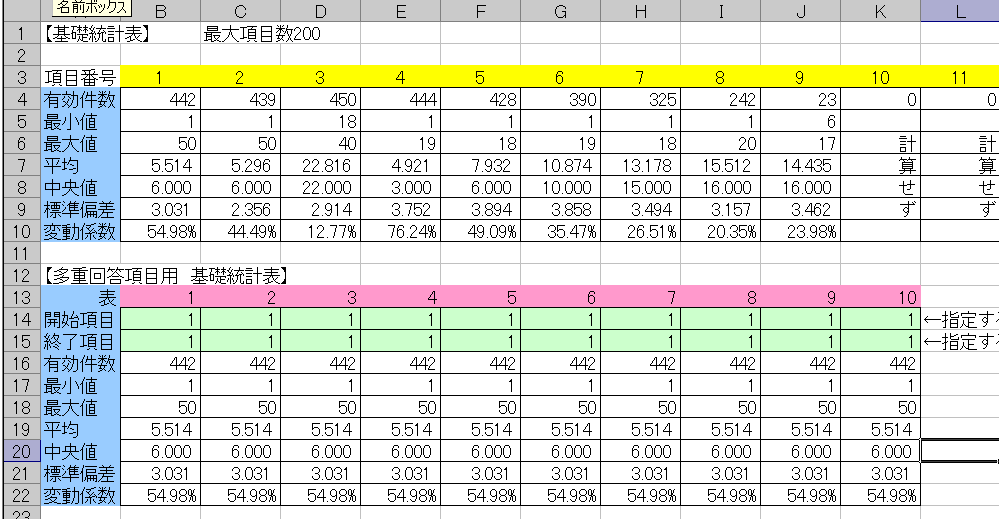 名前ボックス
B C D E F G H I J K L
1 【基礎統計表】 最大項目数200
2
3 項目番号 1 2 3 4 5 6 7 8 9 10 11
4 有効件数 442 439 450 444 428 390 325 242 23 0 0
5 最小値 1 1 18 1 1 1 1 1 6
6 最大値 50 50 40 19 18 19 18 20 17 計 計
7 平均 5.514 5.296 22.816 4.921 7.932 10.874 13.178 15.512 14.435 算 算
8 中央値 6.000 6.000 22.000 3.000 6.000 10.000 15.000 16.000 16.000 せ せ
9 標準偏差 3.031 2.356 2.914 3.752 3.894 3.858 3.494 3.157 3.462 ず ず
10 変動係数 54.98% 44.49% 12.77% 76.24% 49.09% 35.47% 26.51% 20.35% 23.98%
11
12 【多重回答項目用 基礎統計表】
13 表 1 2 3 4 5 6 7 8 9 10
14 開始項目 1 1 1 1 1 1 1 1 1 1 ←指定す
15 終了項目 1 1 1 1 1 1 1 1 1 1 ←指定す
16 有効件数 442 442 442 442 442 442 442 442 442 442
17 最小値 1 1 1 1 1 1 1 1 1 1
18 最大値 50 50 50 50 50 50 50 50 50 50
19 平均 5.514 5.514 5.514 5.514 5.514 5.514 5.514 5.514 5.514 5.514
20 中央値 6.000 6.000 6.000 6.000 6.000 6.000 6.000 6.000 6.000 6.000
21 標準偏差 3.031 3.031 3.031 3.031 3.031 3.031 3.031 3.031 3.031 3.031
22 変動係数 54.98% 54.98% 54.98% 54.98% 54.98% 54.98% 54.98% 54.98% 54.98% 54.98%
23